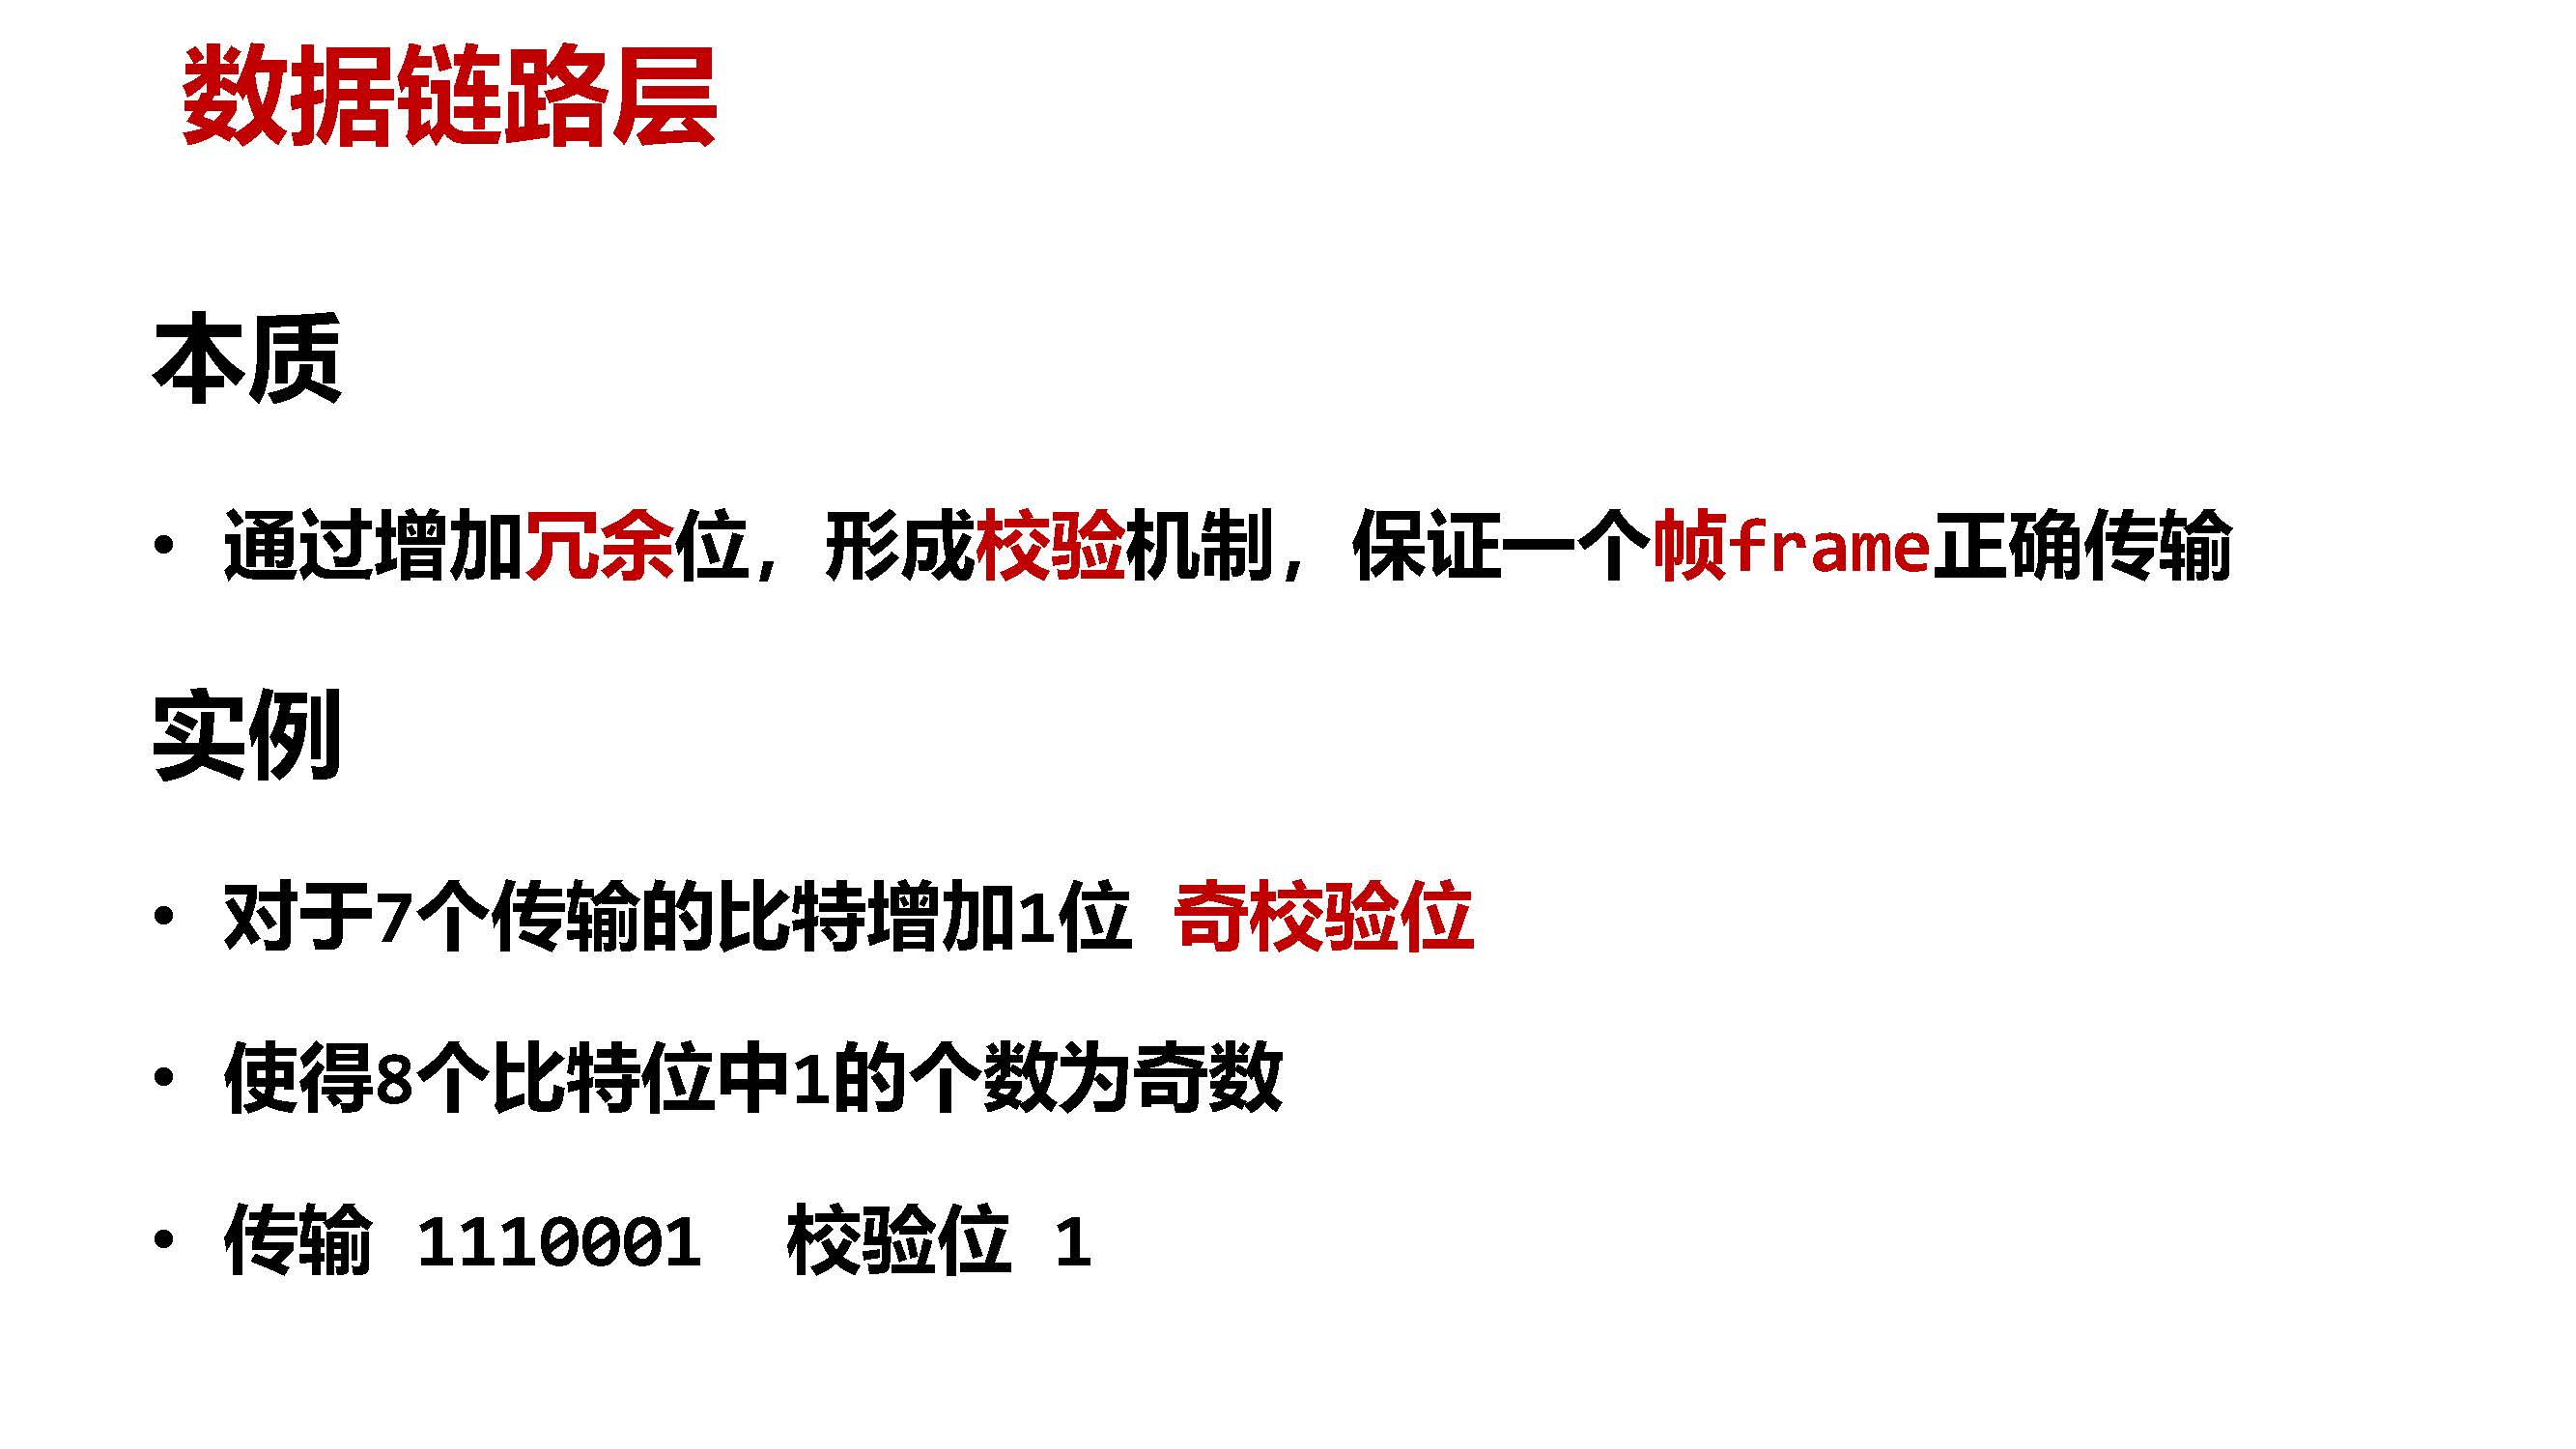 数据链路层
本质
• 通过增加冗余位，形成校验机制，保证一个帧frame正确传输
实例
• 对于7个传输的比特增加1位 奇校验位
• 使得8个比特位中1的个数为奇数
• 传输 1110001 校验位 1